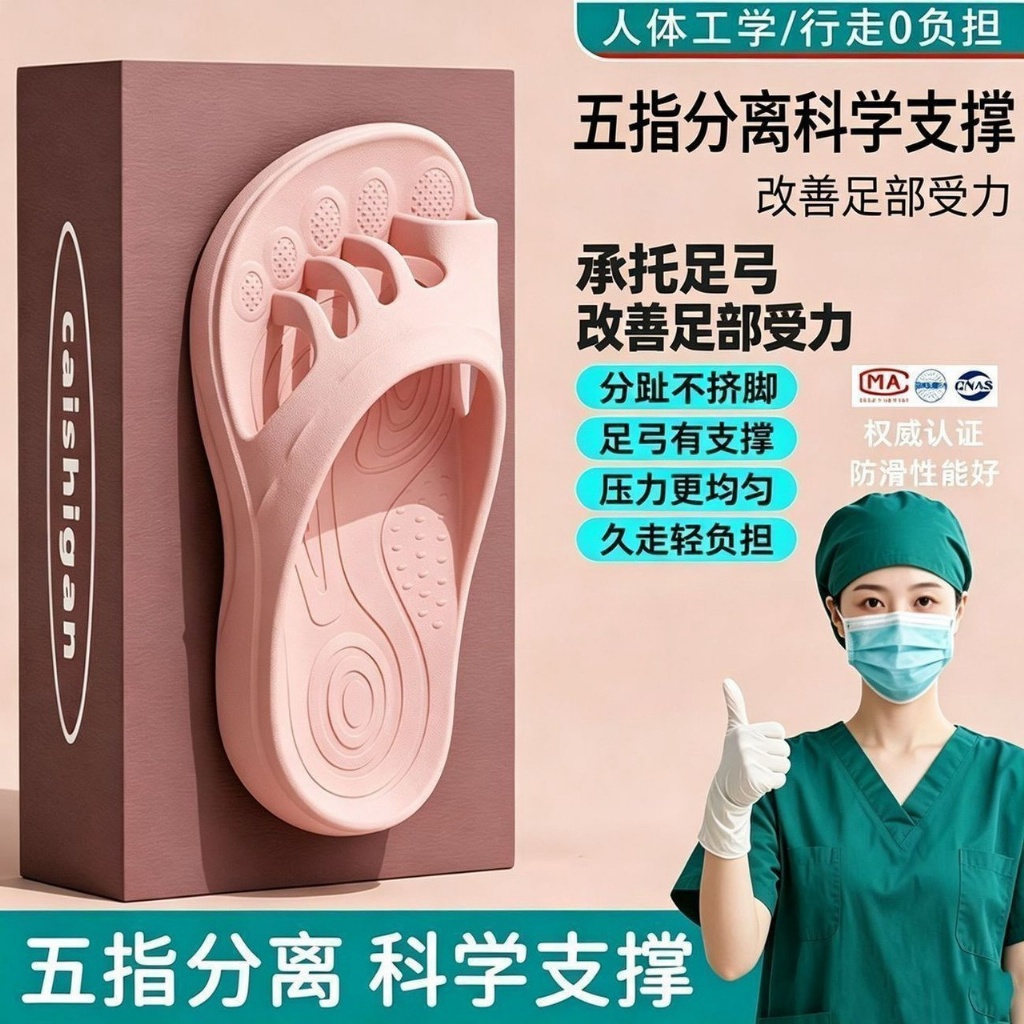 人体工学/行走0负担
五指分离科学支撑
改善足部受力
承托足弓
改善足部受力
分趾不挤脚
足弓有支撑
压力更均匀
久走轻负担
MA
CNAS
权威认证
防滑性能好
caishigan
五指分离 科学支撑